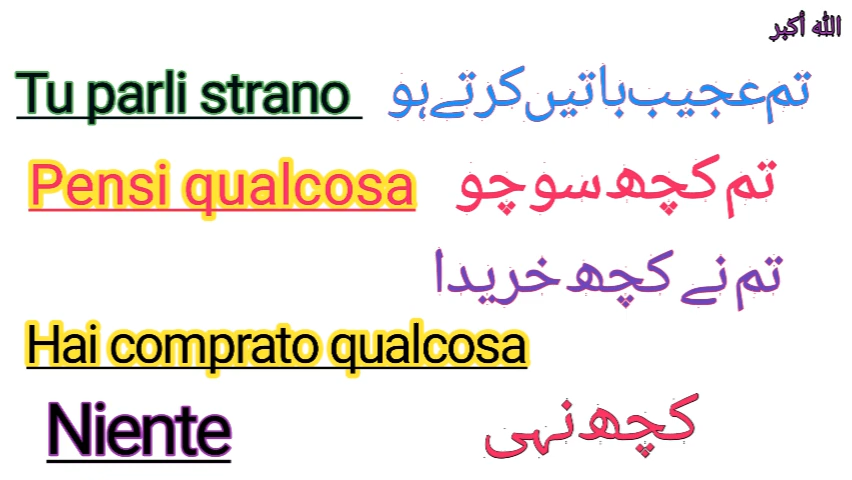 الله أكبر
Tu parli strano تم عجیب باتیں کرتے ہو
Pensi qualcosa تم کچھ سوچو
تم نے کچھ خریدا
Hai comprato qualcosa
Niente کچھ نہی